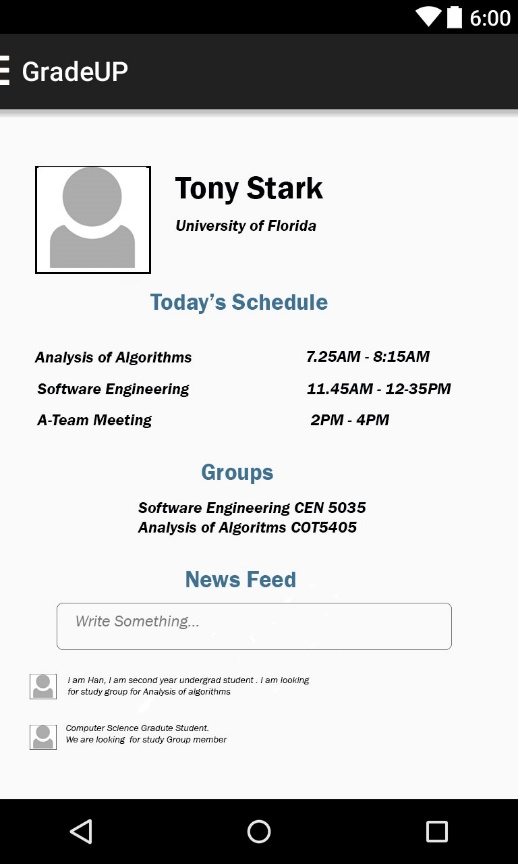 6:00
GradeUP
Tony Stark
University of Florida
Today's Schedule
Analysis of Algorithms 7.25AM - 8:15AM
Software Engineering 11.45AM - 12-35PM
A-Team Meeting 2PM - 4PM
Groups
Software Engineering CEN 5035
Analysis of Algoritms COT5405
News Feed
Write Something...
I am Han, I am second year undergrad student . I am looking
for study group for Analysis of algorithms
Computer Science Gradute Student.
We are looking for study Group member